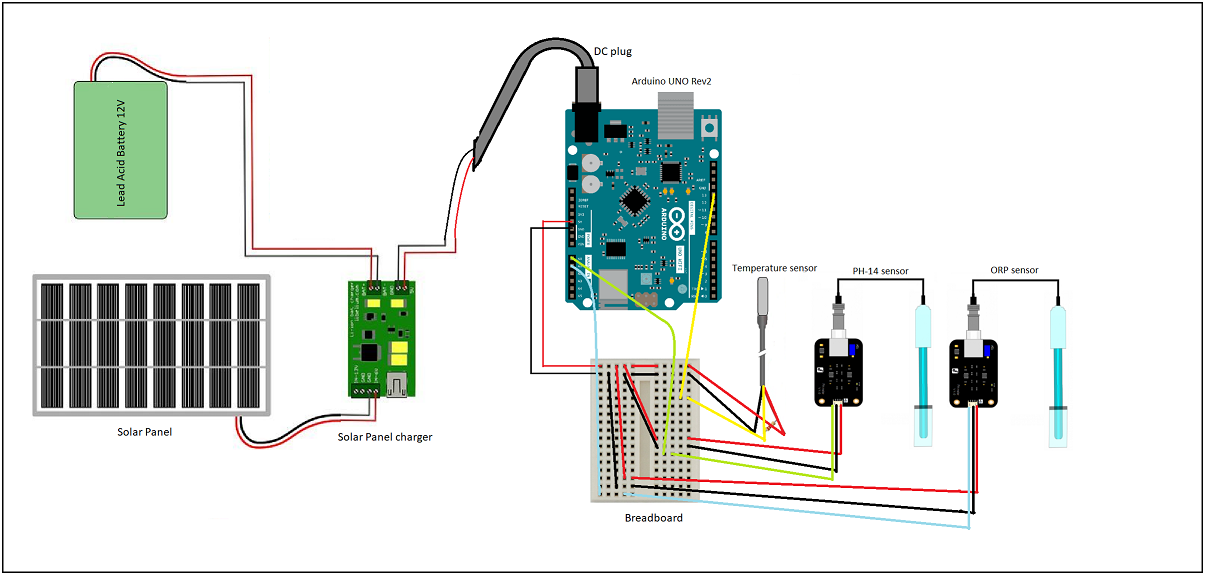 DC plug
Arduino UNO Rev2
Lead Acid Battery 12V
ARDUINO
Temperature sensor
PH-14 sensor
ORP sensor
Solar Panel
Solar Panel charger
Breadboard